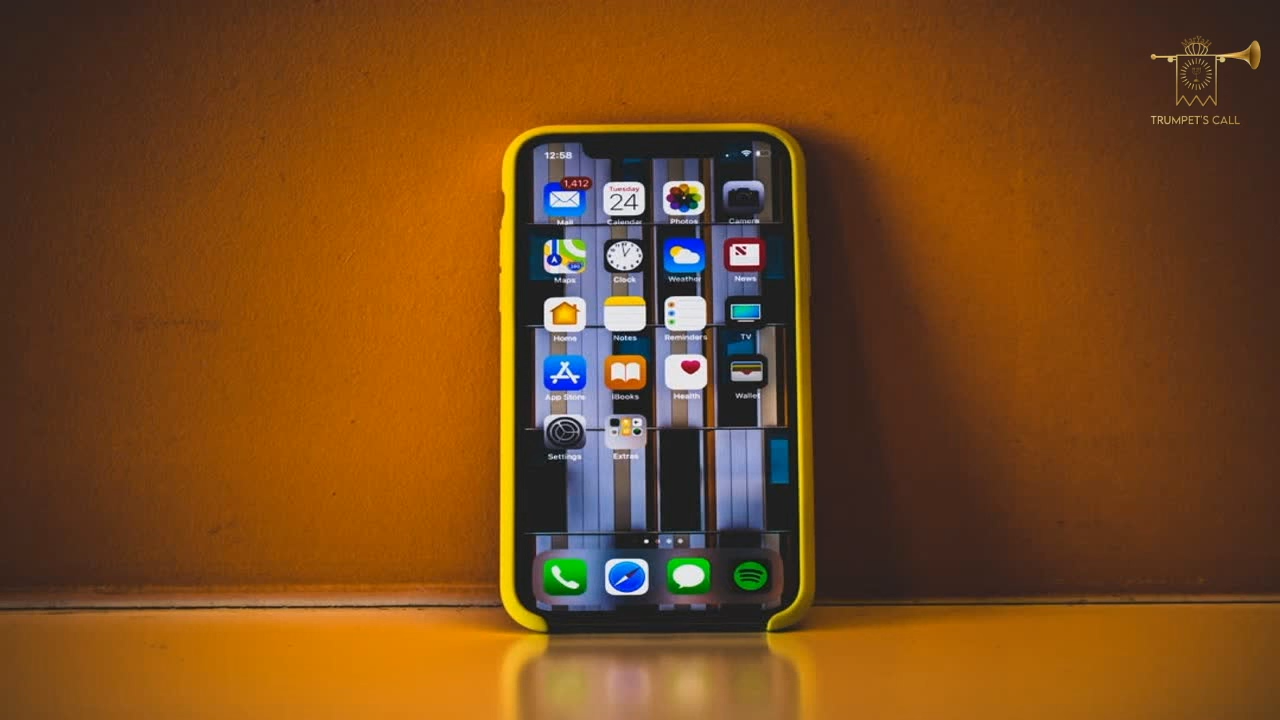 TRUMPET'S CALL
12:58
1,412
Tuesday
24
Mail Calendar Photos Camera
Maps Clock Weather News
Home Notes Reminders TV
App Store iBooks Health Wallet
Settings Extras